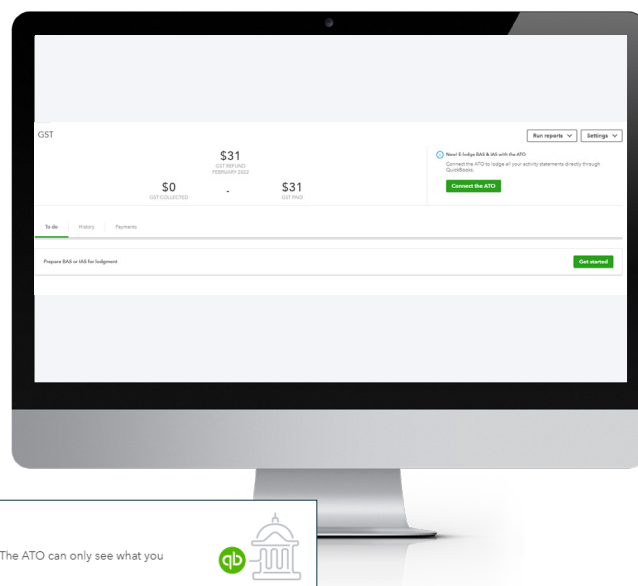 GST
Run reports
Settings
$31
GST REFUND
FEBRUARY 2022
$0
GST COLLECTED
-
$31
GST PAID
New! E-lodge BAS & IAS with the ATO
Connect the ATO to lodge all your activity statements directly through
QuickBooks.
Connect the ATO
To do
History
Payments
Prepare BAS or IAS for lodgment
Get started
The ATO can only see what you
qb